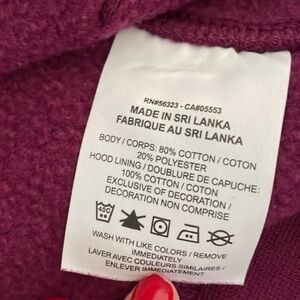 RN#56323 - CA#05553
MADE IN SRI LANKA
FABRIQUE AU SRI LANKA
BODY / CORPS: 80% COTTON / COTON
20% POLYESTER
HOOD LINING / DOUBLURE DE CAPUCHE:
100% COTTON / COTON
EXCLUSIVE OF DECORATION /
DECORATION NON COMPRISE
40C
WASH WITH LIKE COLORS / REMOVE
IMMEDIATELY
LAVER AVEC COULEURS SIMILAIRES /
ENLEVER IMMEDIATEMENT